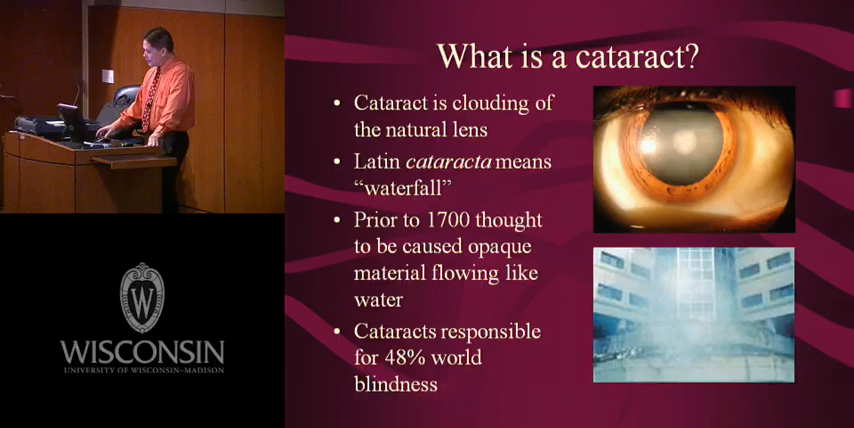 What is a cataract?
• Cataract is clouding of
the natural lens
• Latin cataracta means
“waterfall”
• Prior to 1700 thought
to be caused opaque
material flowing like
water
• Cataracts responsible
for 48% world
blindness
W
WISCONSIN
UNIVERSITY OF WISCONSIN–MADISON